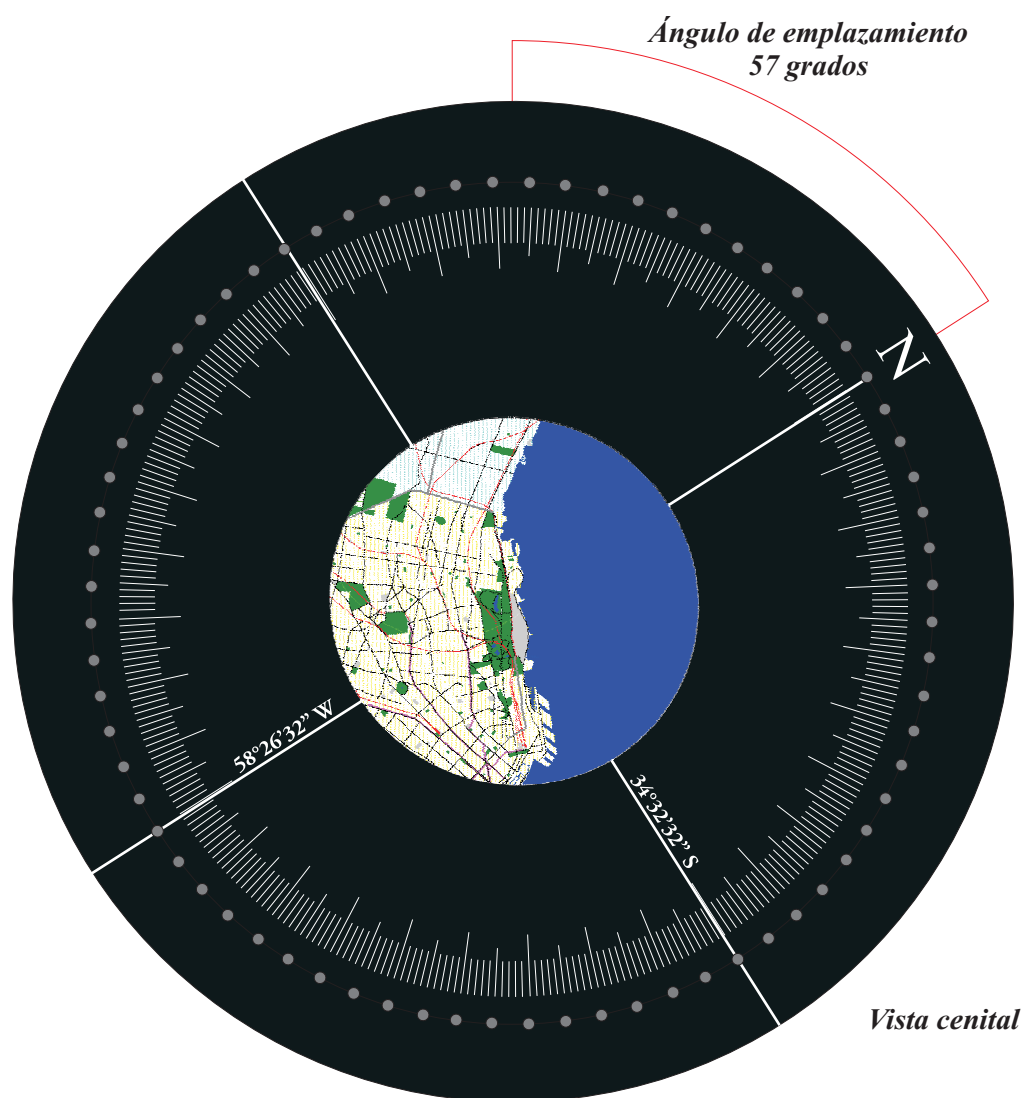 Ángulo de emplazamiento
57 grados
N
58°26’32” W
34°32’32” S
Vista cenital